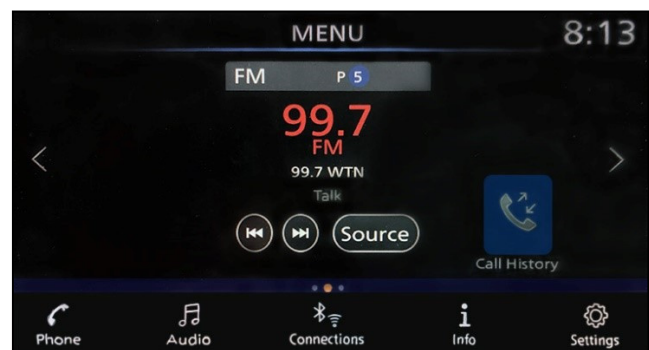 MENU
8:13
FM P 5
99.7
FM
99.7 WTN
Talk
Source
Call History
Phone
Audio
Connections
Info
Settings